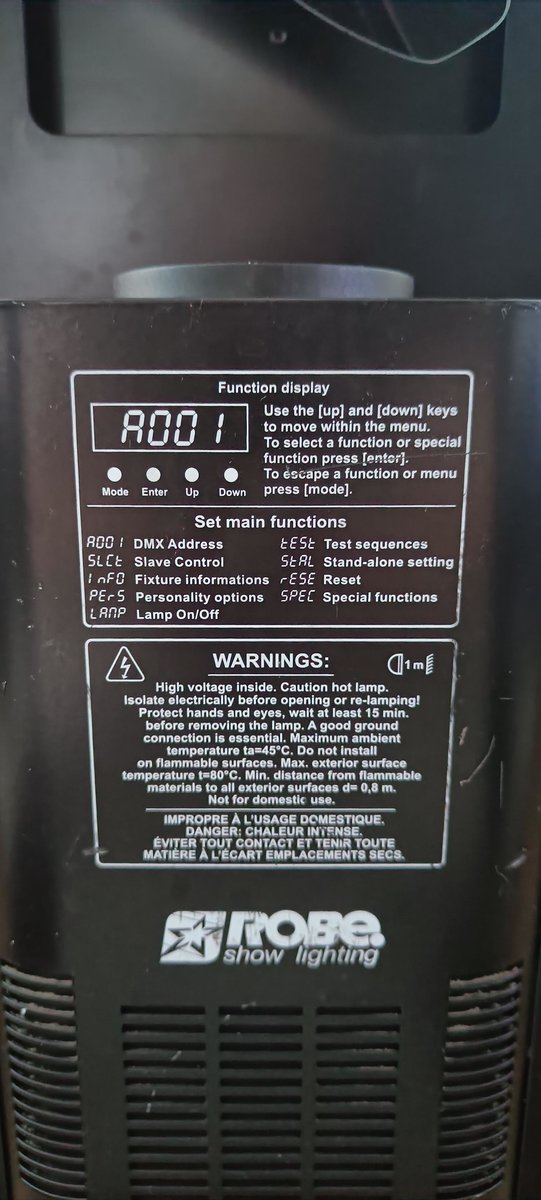 Function display
A001
Use the [up] and [down] keys
to move within the menu.
To select a function or special
function press [enter].
To escape a function or menu
press [mode].
Mode Enter Up Down
Set main functions
A001 DMX Address
SLCt Slave Control
InFO Fixture informations
PErS Personality options
LAMP Lamp On/Off
tESt Test sequences
StAL Stand-alone setting
rESE Reset
SPEC Special functions
WARNINGS:
1m
High voltage inside. Caution hot lamp.
Isolate electrically before opening or re-lamping!
Protect hands and eyes, wait at least 15 min.
before removing the lamp. A good ground
connection is essential. Maximum ambient
temperature ta=45°C. Do not install
on flammable surfaces. Max. exterior surface
temperature t=80°C. Min. distance from flammable
materials to all exterior surfaces d= 0,8 m.
Not for domestic use.
IMPROPRE À L'USAGE DOMESTIQUE.
DANGER: CHALEUR INTENSE.
ÉVITER TOUT CONTACT ET TENIR TOUTE
MATIÈRE À L'ÉCART EMPLACEMENTS SECS.
ROBE
show lighting